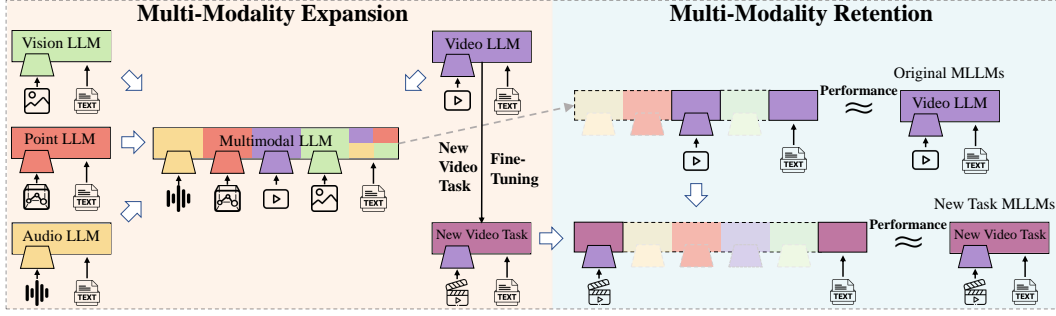 Multi-Modality Expansion
Multi-Modality Retention
Vision LLM
TEXT
Video LLM
TEXT
Point LLM
TEXT
Multimodal LLM
TEXT
Audio LLM
TEXT
New
Video
Task
Fine-
Tuning
New Video Task
TEXT
TEXT
Performance
≈
Original MLLMs
Video LLM
TEXT
TEXT
Performance
≈
New Task MLLMs
New Video Task
TEXT